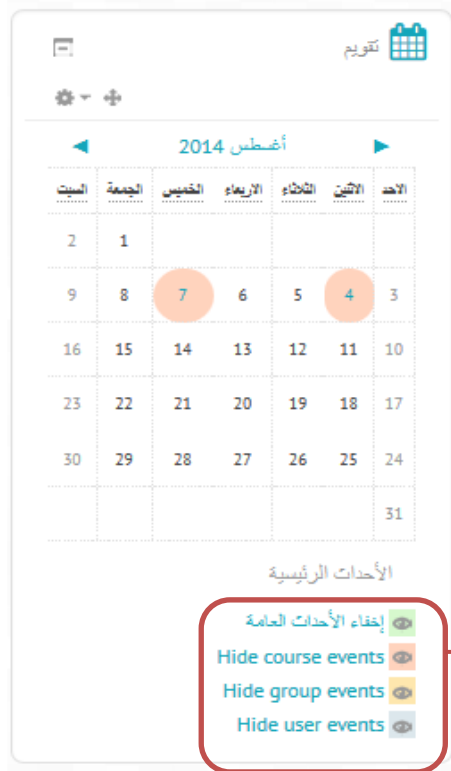 تقويم
أغسطس 2014
الاحد الاثنين الثلاثاء الاربعاء الخميس الجمعة السبت
1 2
3 4 5 6 7 8 9
10 11 12 13 14 15 16
17 18 19 20 21 22 23
24 25 26 27 28 29 30
31
الأحداث الرئيسية
إخفاء الأحداث العامة
Hide course events
Hide group events
Hide user events